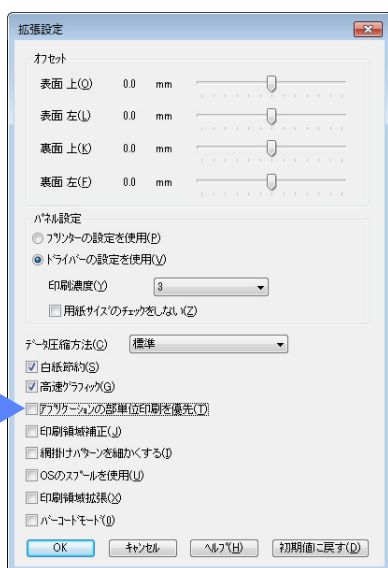 拡張設定
オフセット
表面 上(O) 0.0 mm
表面 左(L) 0.0 mm
裏面 上(K) 0.0 mm
裏面 左(F) 0.0 mm
パネル設定
プリンターの設定を使用(P)
ドライバーの設定を使用(V)
印刷濃度(Y) 3
用紙サイズのチェックをしない(Z)
データ圧縮方法(C) 標準
白紙節約(S)
高速グラフィック(G)
アプリケーションの部単位印刷を優先(T)
印刷領域補正(J)
網掛けパターンを細かくする(I)
OSのスプールを使用(U)
印刷領域拡張(X)
バーコードモード(0)
OK キャンセル ヘルプ(H) 初期値に戻す(D)